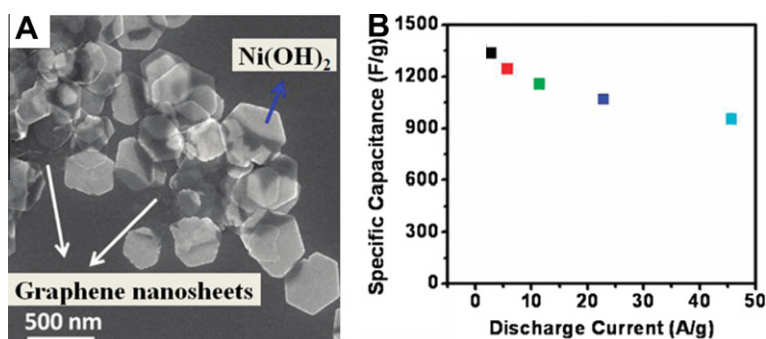 A
Ni(OH)2
Graphene nanosheets
500 nm
B
Specific Capacitance (F/g)
1500
1200
900
600
300
0
0 10 20 30 40 50
Discharge Current (A/g)